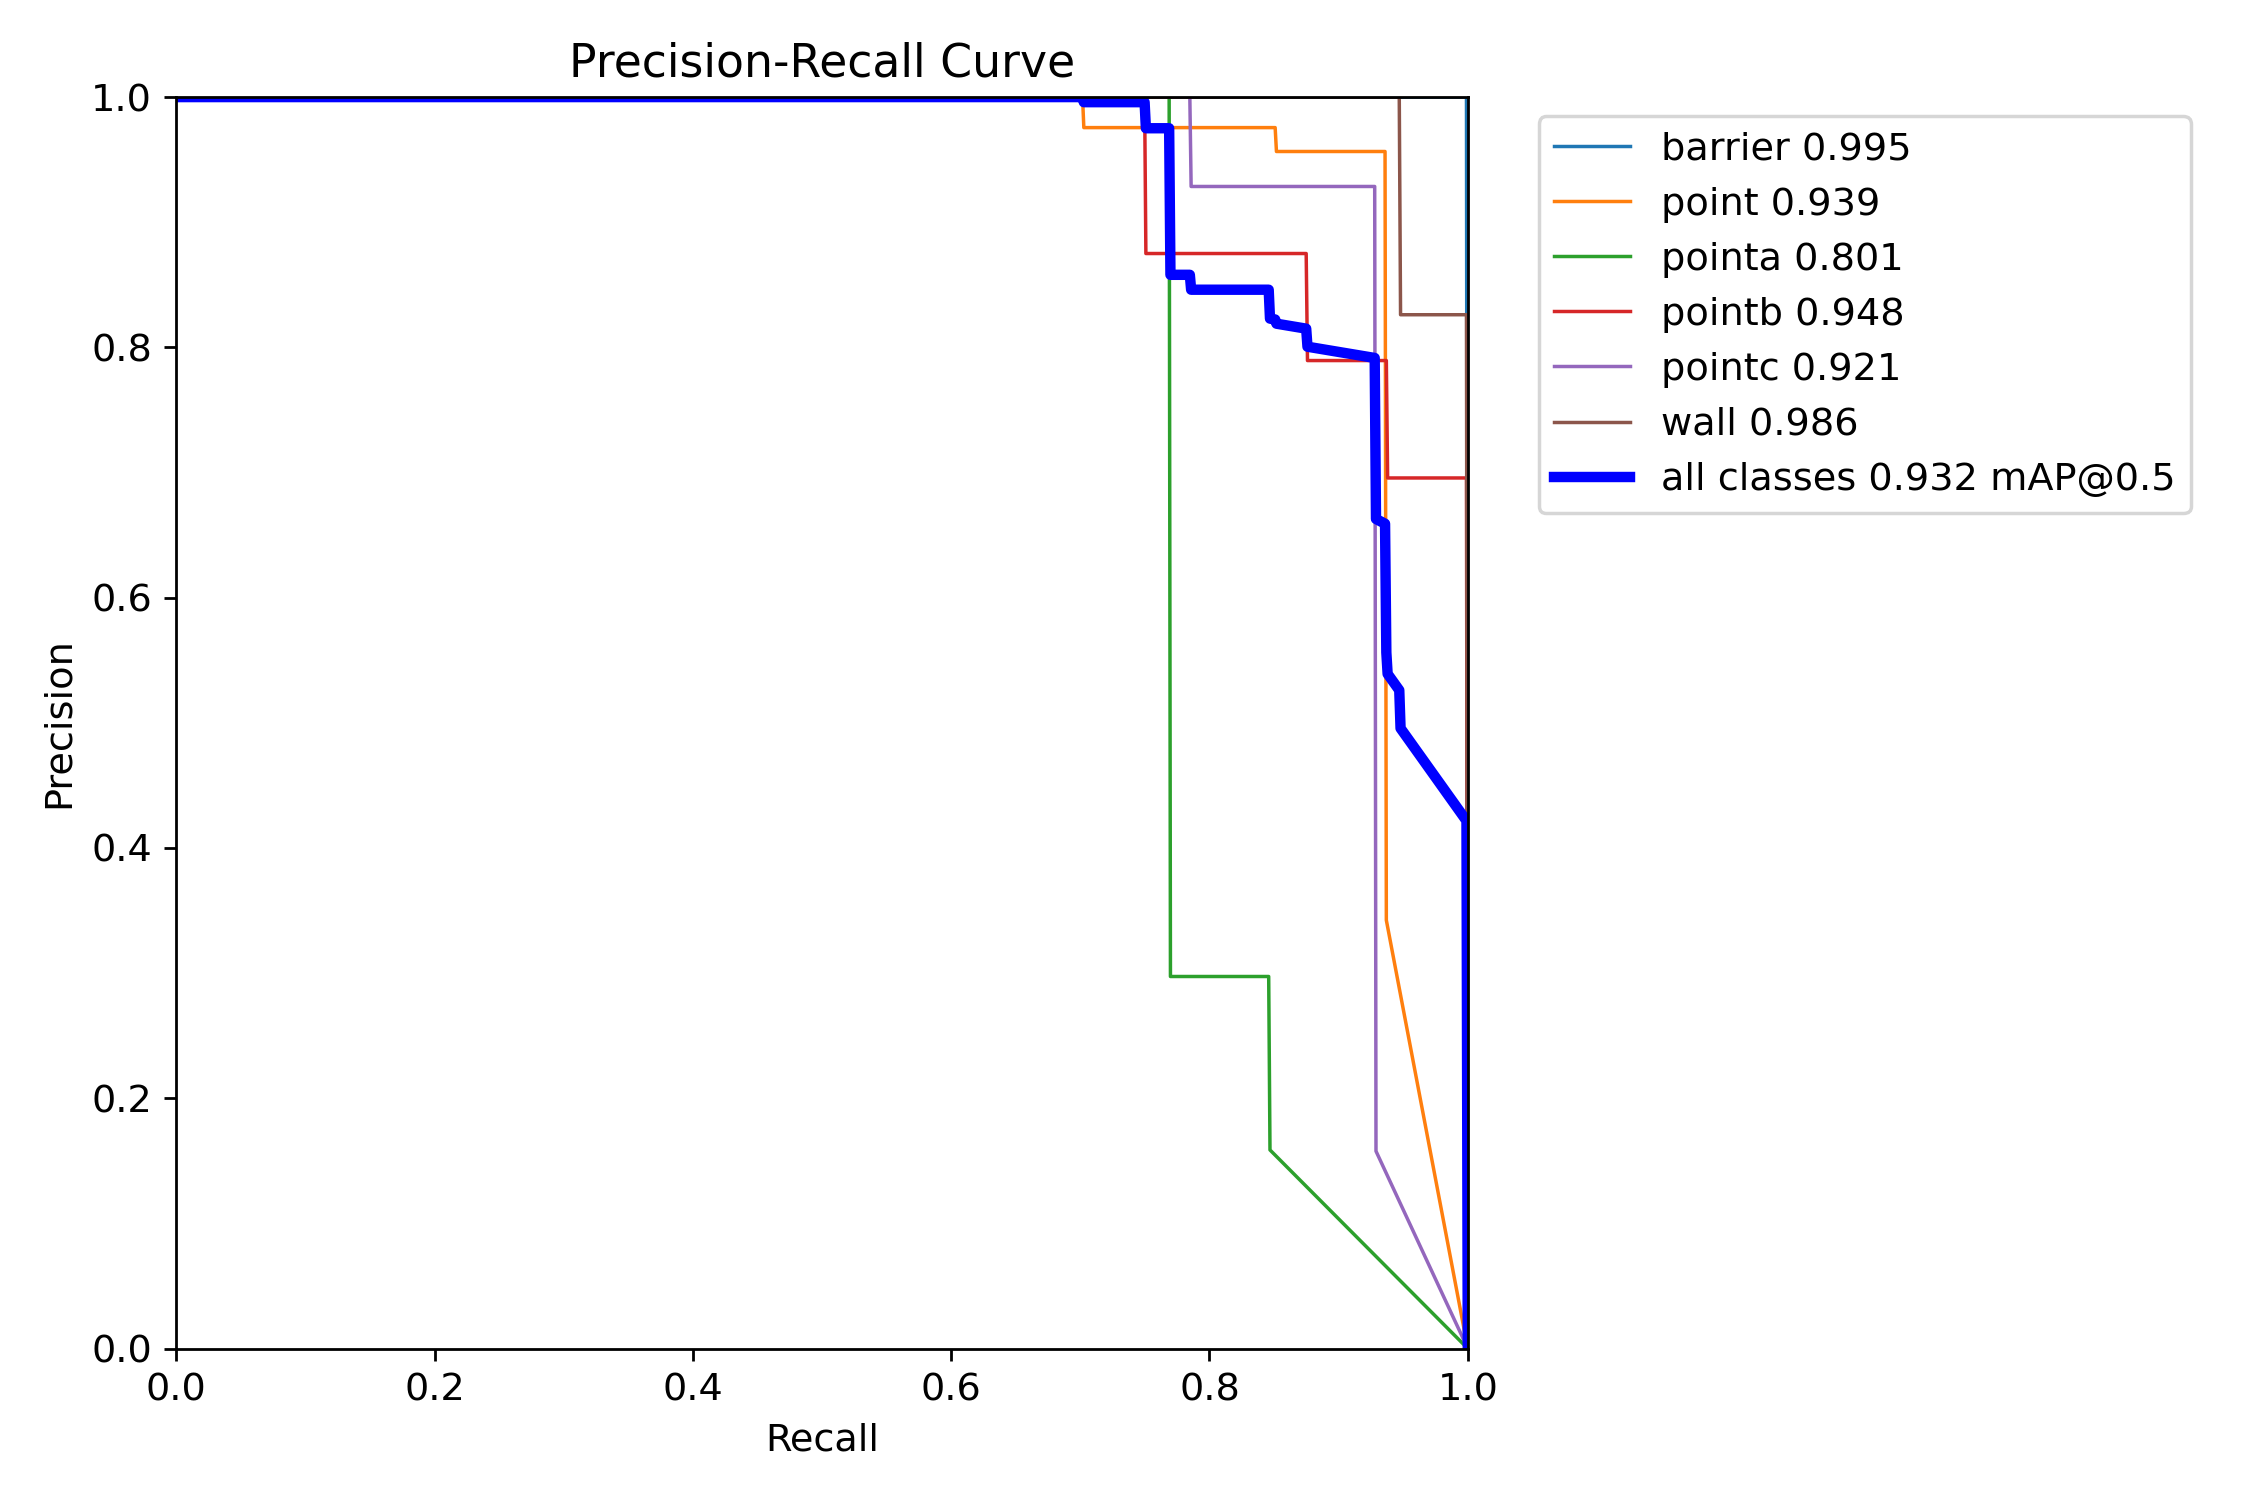 Precision-Recall Curve
1.0
0.8
0.6
0.4
0.2
0.0
Precision
0.0 0.2 0.4 0.6 0.8 1.0
Recall
barrier 0.995
point 0.939
pointa 0.801
pointb 0.948
pointc 0.921
wall 0.986
all classes 0.932 mAP@0.5